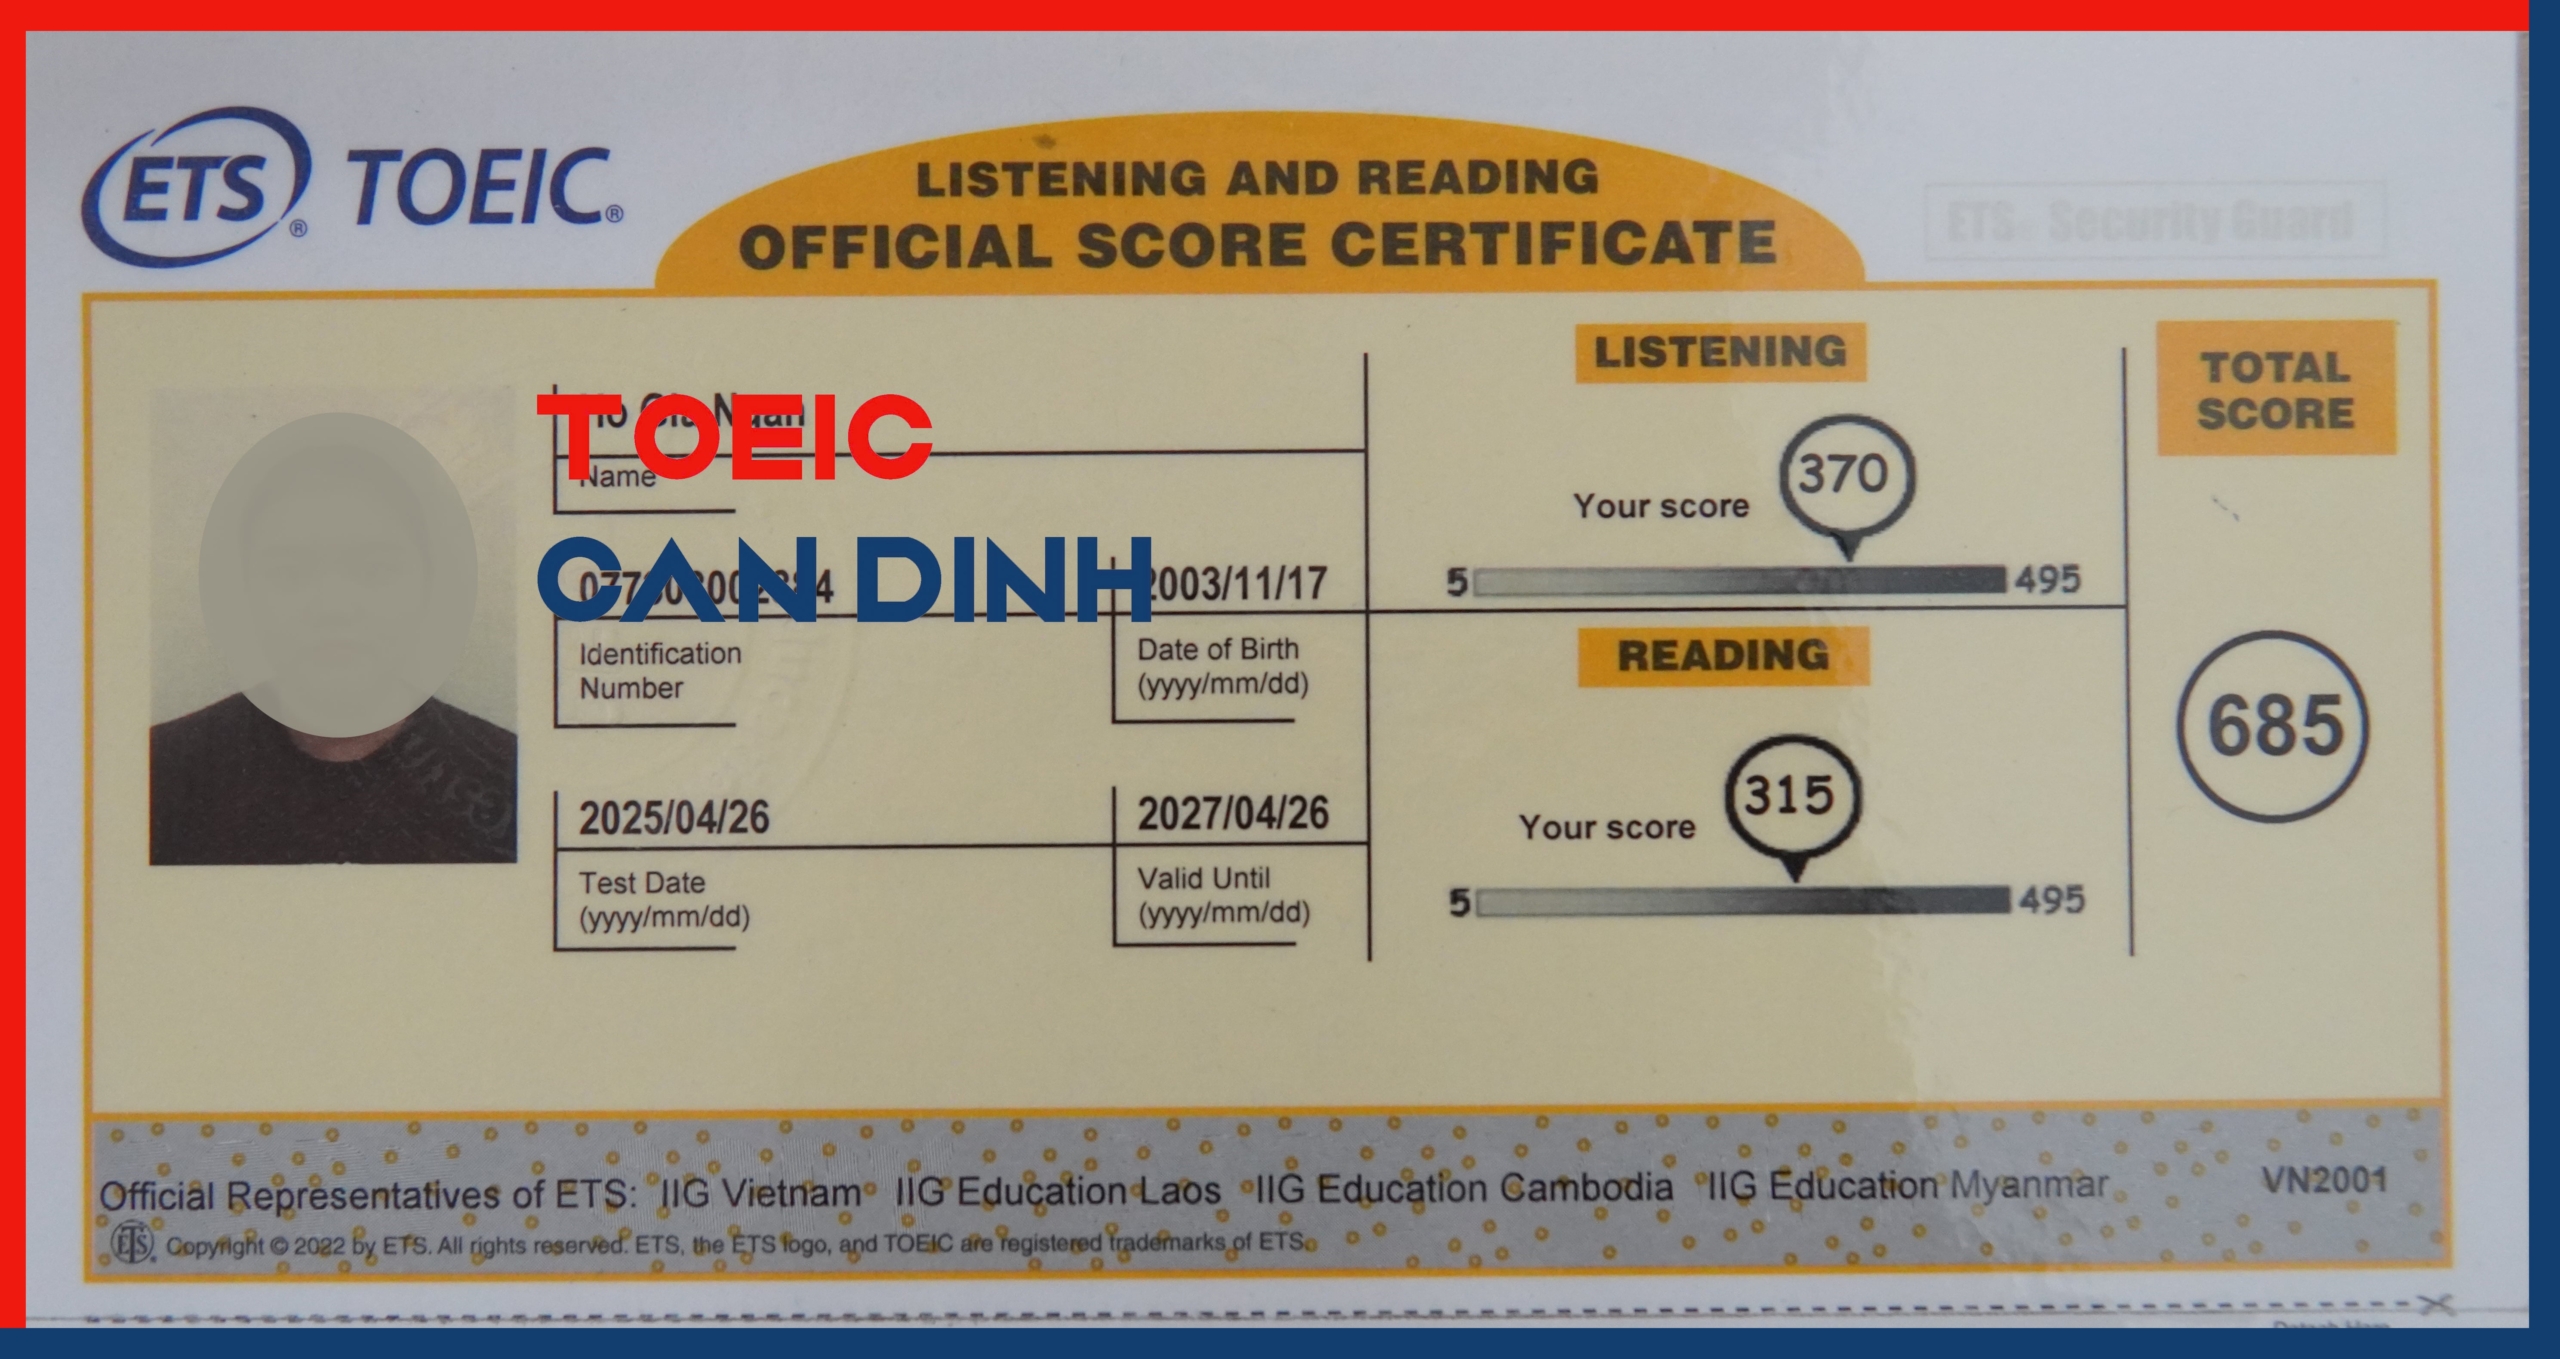 ETS® TOEIC®
LISTENING AND READING
OFFICIAL SCORE CERTIFICATE
ETS® Security Guard
TOEIC
Name
CAN DINH
2003/11/17
Identification
Number
Date of Birth
(yyyy/mm/dd)
2025/04/26
2027/04/26
Test Date
(yyyy/mm/dd)
Valid Until
(yyyy/mm/dd)
LISTENING
Your score
370
5
495
READING
Your score
315
5
495
TOTAL
SCORE
685
Official Representatives of ETS: IIG Vietnam IIG Education Laos IIG Education Cambodia IIG Education Myanmar
VN2001
ETS® Copyright © 2022 by ETS. All rights reserved. ETS, the ETS logo, and TOEIC are registered trademarks of ETS.